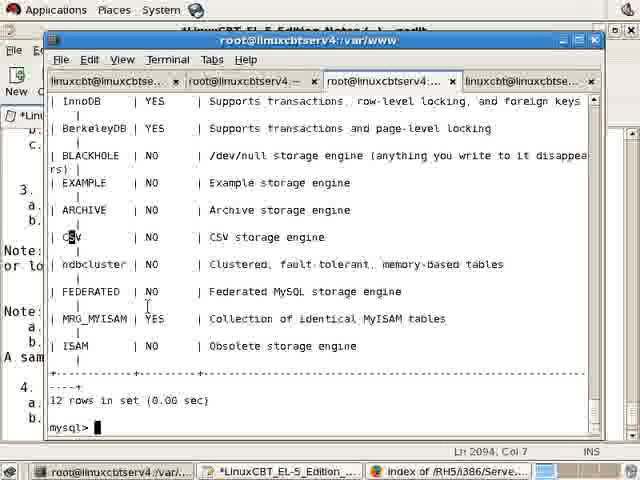 Applications Places System
*LinuxCBT_EL-5_Edition_Notes
root@linuxcbtserv4:/var/www
File
File Edit View Terminal Tabs Help
New
linuxcbt@linuxcbtse... root@linuxcbtserv4:~ root@linuxcbtserv4:... linuxcbt@linuxcbtse...
*Linu
| InnoDB | YES | Supports transactions, row-level locking, and foreign keys
|
| BerkeleyDB | YES | Supports transactions and page-level locking
|
| BLACKHOLE | NO | /dev/null storage engine (anything you write to it disappea
rs) |
| EXAMPLE | NO | Example storage engine
|
| ARCHIVE | NO | Archive storage engine
|
| CSV | NO | CSV storage engine
|
| ndbcluster | NO | Clustered, fault-tolerant, memory-based tables
|
| FEDERATED | NO | Federated MySQL storage engine
|
| MRG_MYISAM | YES | Collection of identical MyISAM tables
|
| ISAM | NO | Obsolete storage engine
|
12 rows in set (0.00 sec)
mysql>
c.
3.
a.
b.
Note:
or lo
Note:
A sam
4.
a.
b.
Ln 2094, Col 7 INS
root@linuxcbtserv4:/var/... *LinuxCBT_EL-5_Edition_... Index of /RH5/i386/Serve...